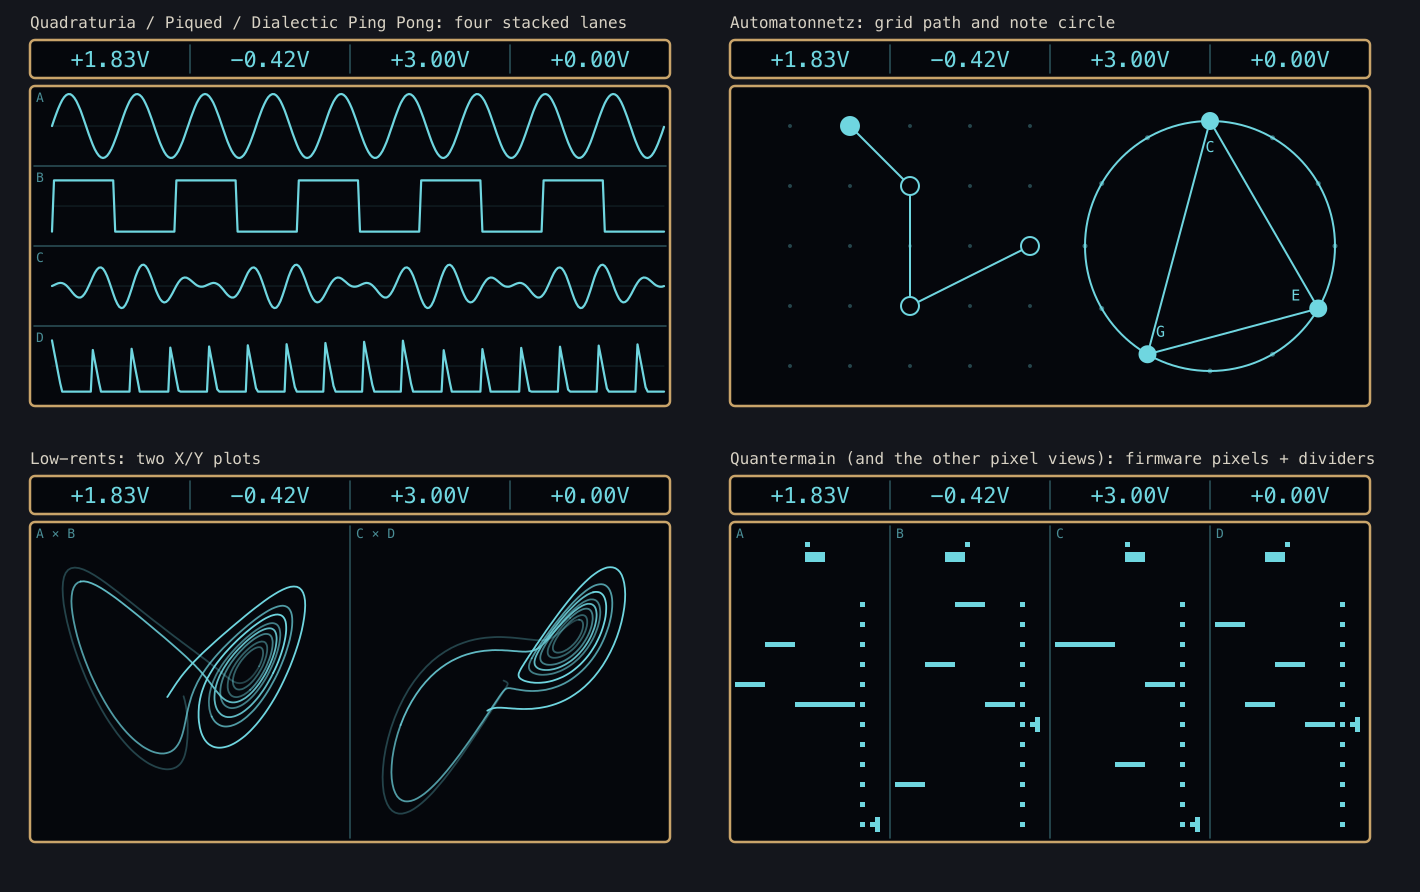 Quadraturia / Piqued / Dialectic Ping Pong: four stacked lanes
+1.83V −0.42V +3.00V +0.00V
A
B
C
D
Automatonnetz: grid path and note circle
+1.83V −0.42V +3.00V +0.00V
C
E
G
Low−rents: two X/Y plots
+1.83V −0.42V +3.00V +0.00V
A × B C × D
Quantermain (and the other pixel views): firmware pixels + dividers
+1.83V −0.42V +3.00V +0.00V
A B C D